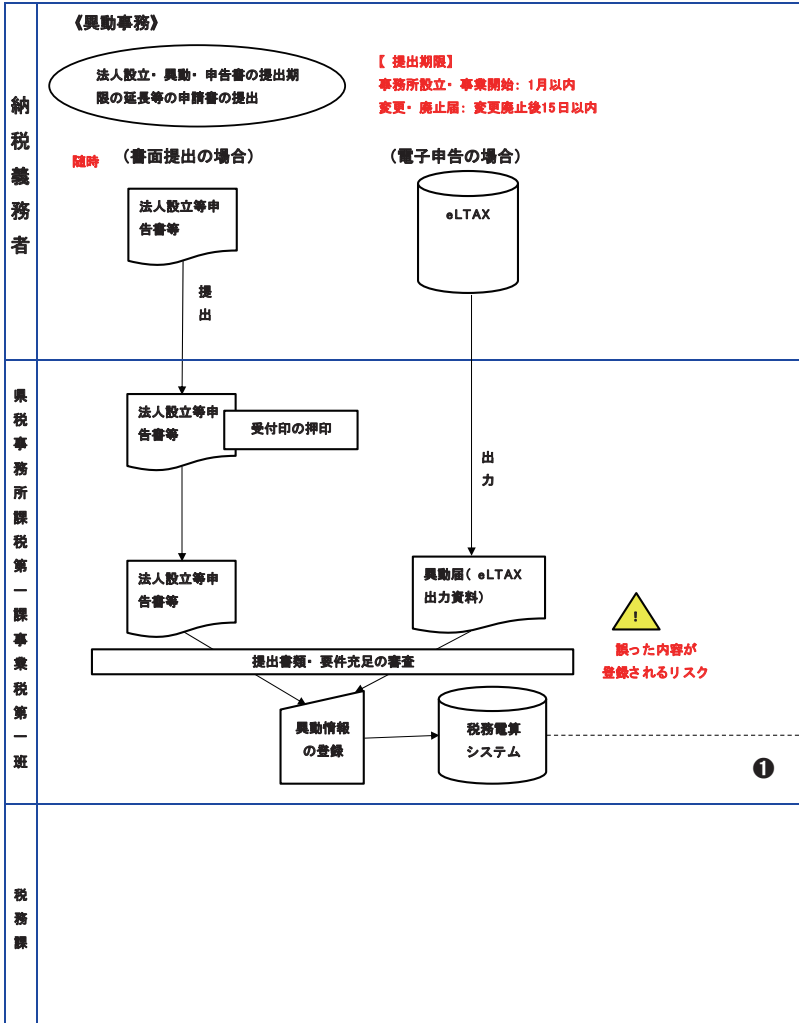 《異動事務》
法人設立・異動・申告書の提出期
限の延長等の申請書の提出
【 提出期限】
事務所設立・事業開始： 1月以内
変更・廃止届： 変更廃止後15日以内
納税義務者
随時
（書面提出の場合）
（電子申告の場合）
法人設立等申
告書等
eLTAX
提出
県税事務所課税第一課事業税第一班
法人設立等申
告書等
受付印の押印
出力
法人設立等申
告書等
異動届（ eLTAX
出力資料）
!
誤った内容が
登録されるリスク
提出書類・要件充足の審査
異動情報
の登録
税務電算
システム
❶
税務課